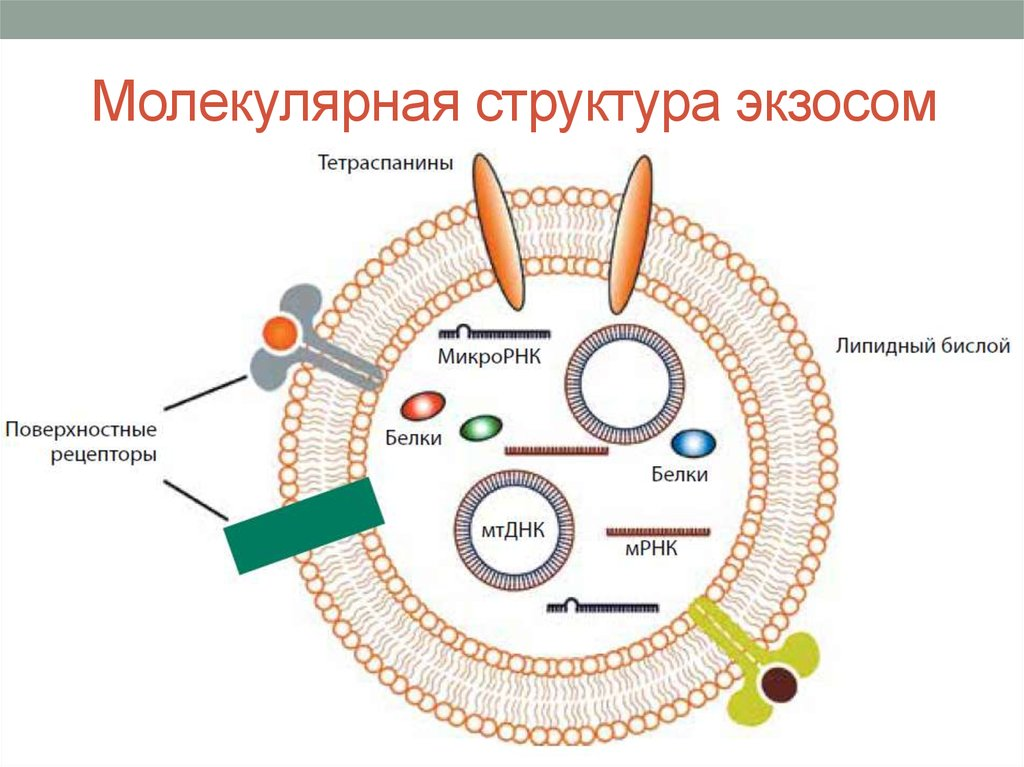 Молекулярная структура экзосом
Тетраспанины
Липидный бислой
МикроРНК
Поверхностные
рецепторы
Белки
Белки
мтДНК
мРНК